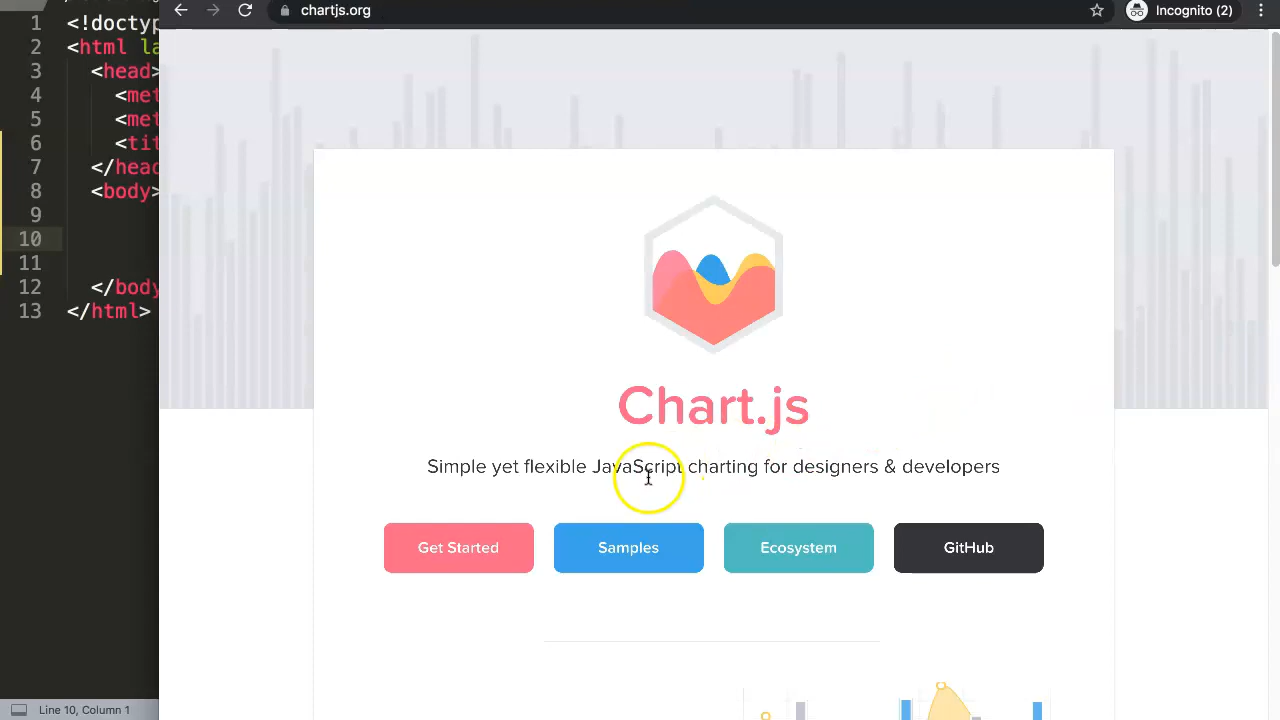 chartjs.org
Incognito (2)
1 <!doctyp
2 <html la
3 <head>
4 <met
5 <met
6 <tit
7 </head
8 <body>
9
10
11
12 </body
13 </html>
Chart.js
Simple yet flexible JavaScript charting for designers & developers
Get Started
Samples
Ecosystem
GitHub
Line 10, Column 1